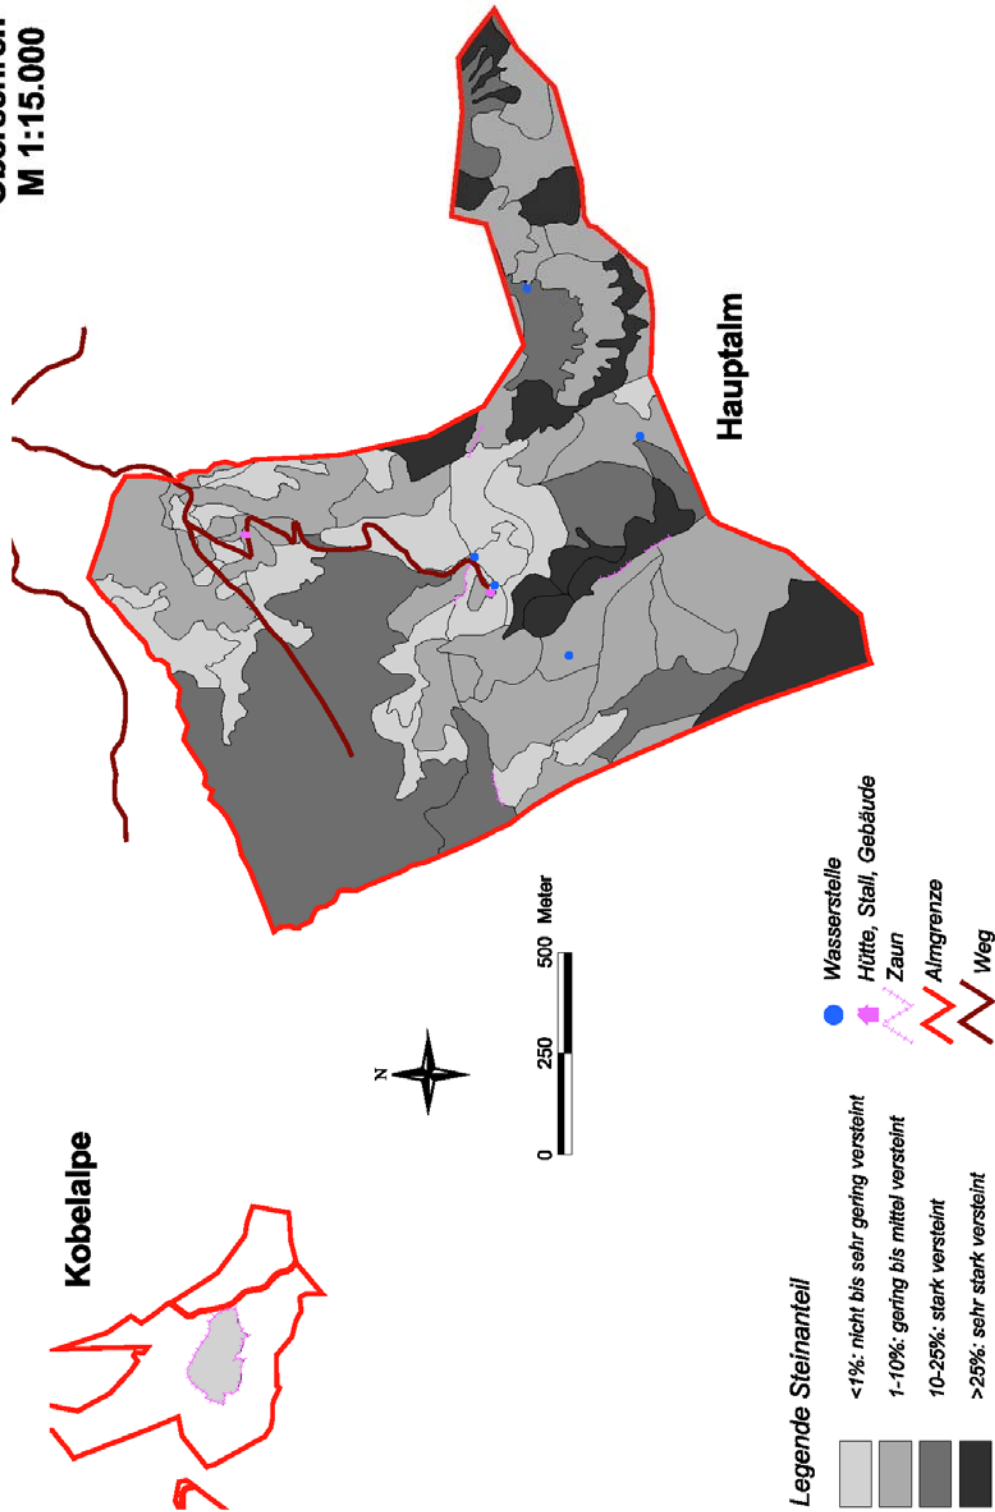 M 1:15.000
Kobelalpe
Hauptalm
N
0 250 500 Meter
Legende Steinanteil
<1%: nicht bis sehr gering versteint
1-10%: gering bis mittel versteint
10-25%: stark versteint
>25%: sehr stark versteint
Wasserstelle
Hütte, Stall, Gebäude
Zaun
Almgrenze
Weg